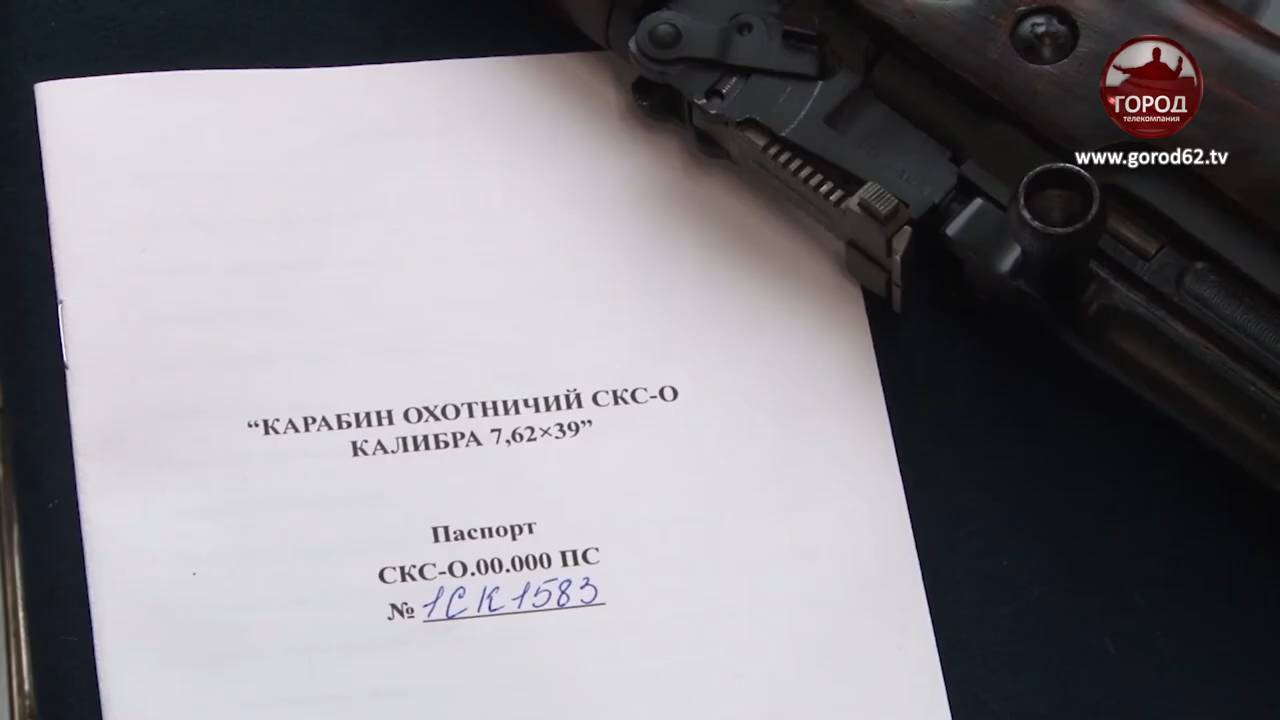 ГОРОД
телекомпания
www.gorod62.tv
“КАРАБИН ОХОТНИЧИЙ СКС-О
КАЛИБРА 7,62×39”
Паспорт
СКС-О.00.000 ПС
№ 1СК1583